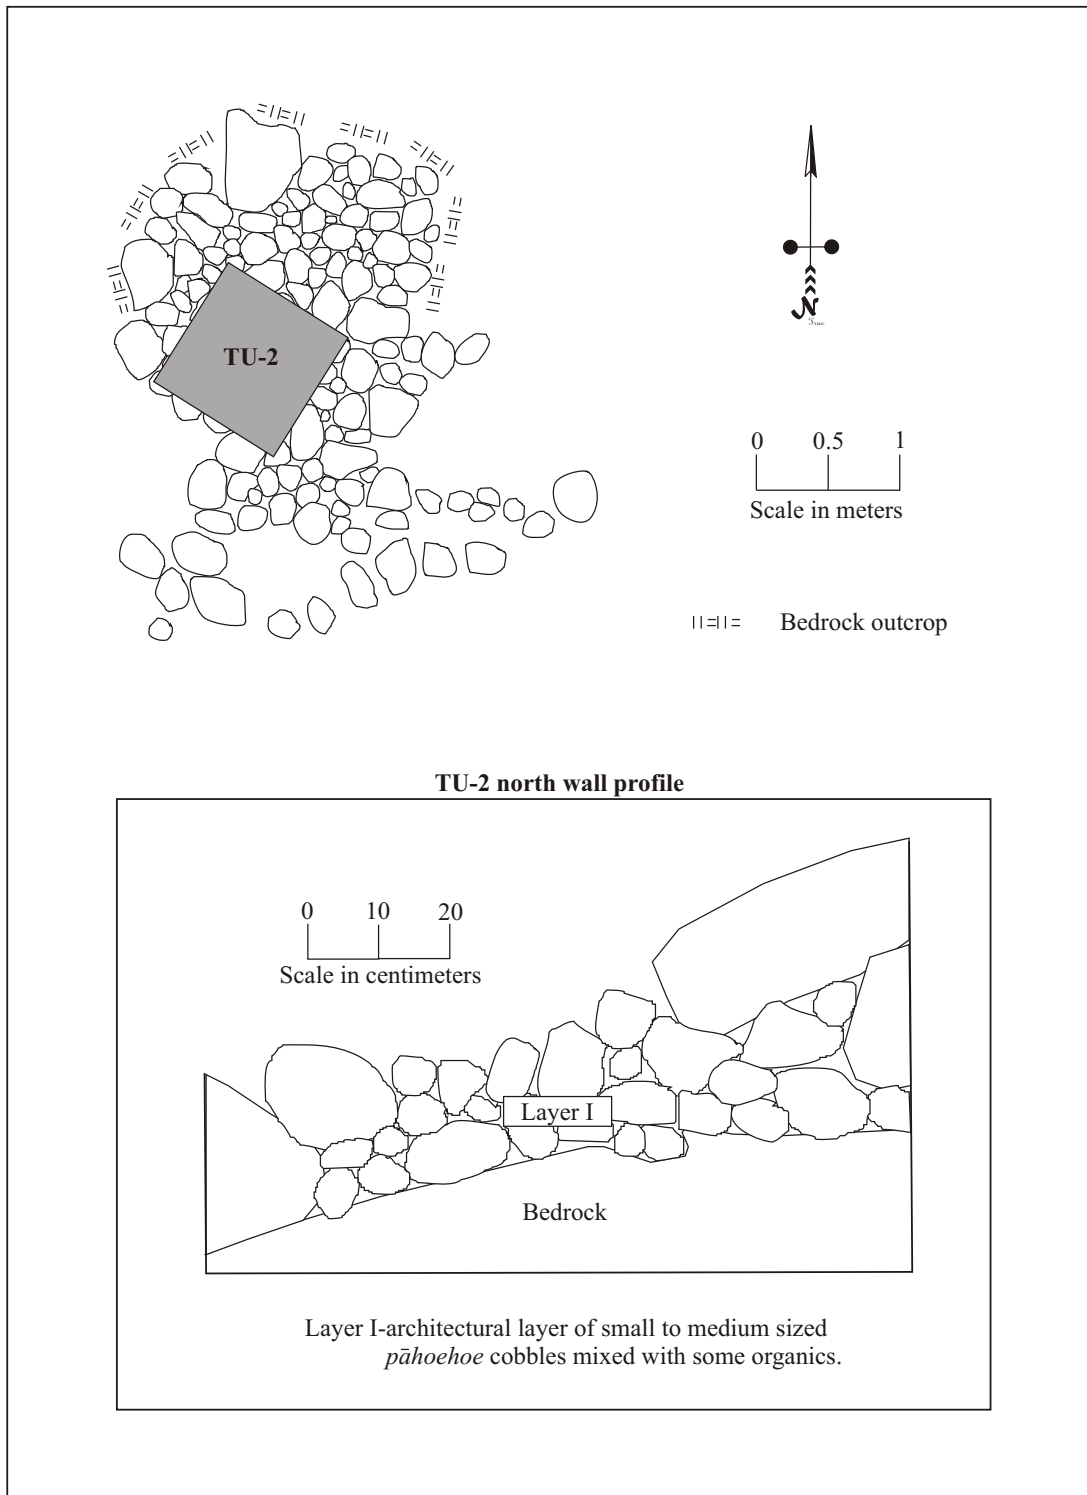 TU-2
N
0 0.5 1
Scale in meters
Bedrock outcrop
TU-2 north wall profile
0 10 20
Scale in centimeters
Layer I
Bedrock
Layer I-architectural layer of small to medium sized
pāhoehoe cobbles mixed with some organics.